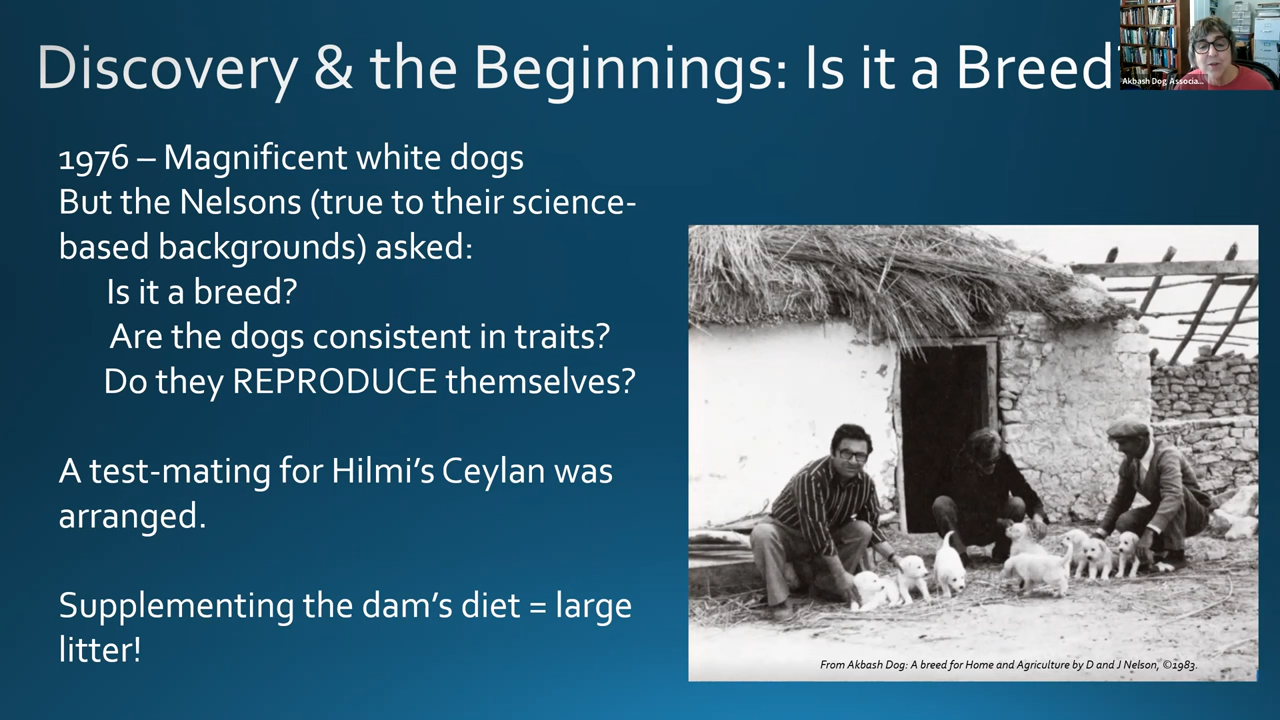 Discovery & the Beginnings: Is it a Breed?
Akbash Dog Associa...
1976 – Magnificent white dogs
But the Nelsons (true to their science-
based backgrounds) asked:
Is it a breed?
Are the dogs consistent in traits?
Do they REPRODUCE themselves?
A test-mating for Hilmi’s Ceylan was
arranged.
Supplementing the dam’s diet = large
litter!
From Akbash Dog: A breed for Home and Agriculture by D and J Nelson, ©1983.